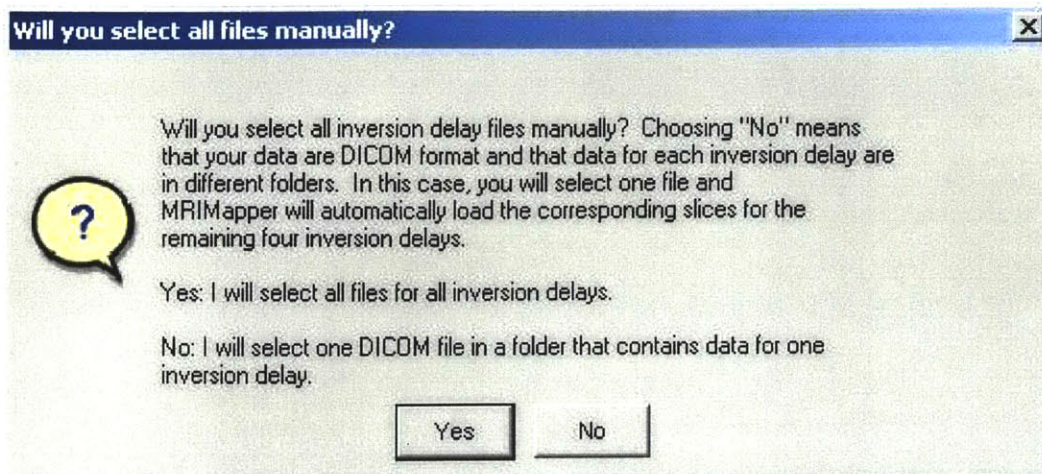 Will you select all files manually?
Will you select all inversion delay files manually?  Choosing "No" means
that your data are DICOM format and that data for each inversion delay are
in different folders.  In this case, you will select one file and
MRIMapper will automatically load the corresponding slices for the
remaining four inversion delays.
Yes: I will select all files for all inversion delays.
No: I will select one DICOM file in a folder that contains data for one
inversion delay.
Yes No